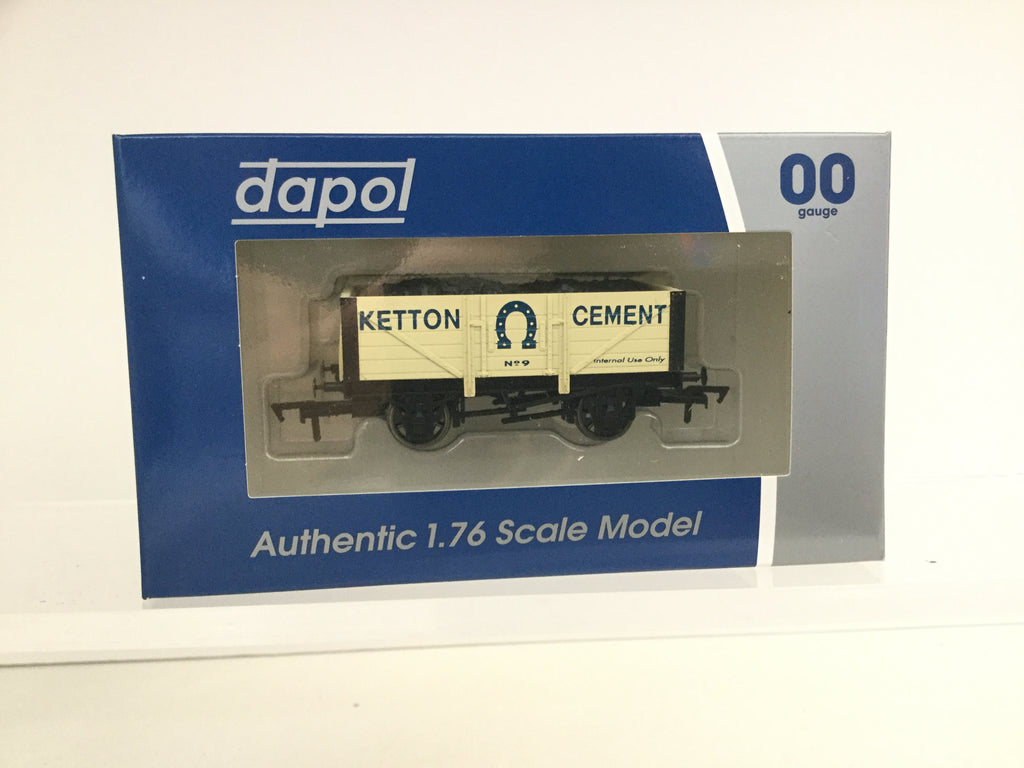 dapol
00
gauge
KETTON CEMENT
Nº 9
Internal Use Only
Authentic 1.76 Scale Model